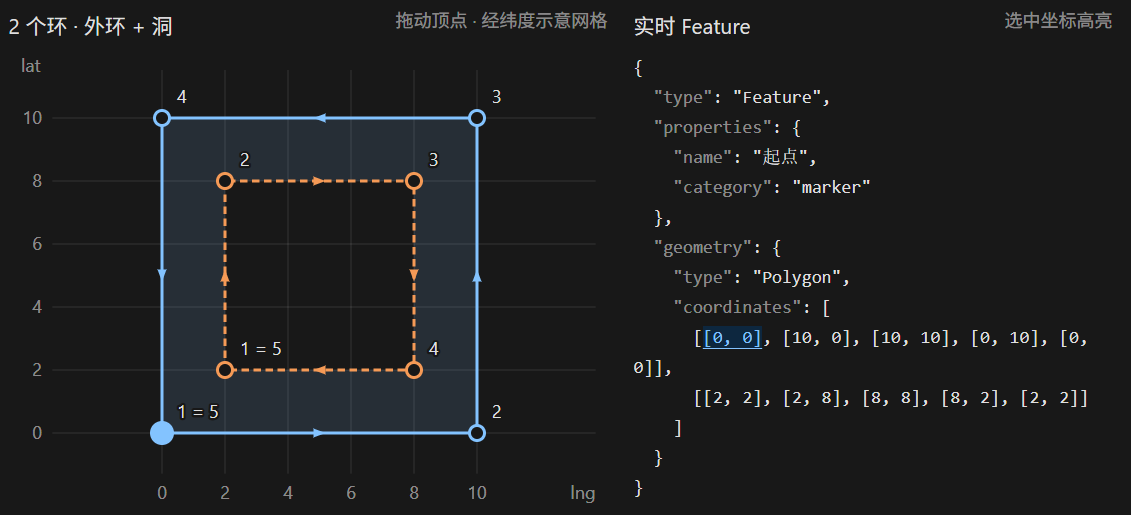 2 个环 · 外环 + 洞
拖动顶点 · 经纬度示意网格
lat
4
3
10
2
3
8
6
4
1 = 5
4
2
1 = 5
2
0
0
2
4
6
8
10
lng
实时 Feature
选中坐标高亮
{
"type": "Feature",
"properties": {
"name": "起点",
"category": "marker"
},
"geometry": {
"type": "Polygon",
"coordinates": [
[[0, 0], [10, 0], [10, 10], [0, 10], [0,
0]],
[[2, 2], [2, 8], [8, 8], [8, 2], [2, 2]]
]
}
}